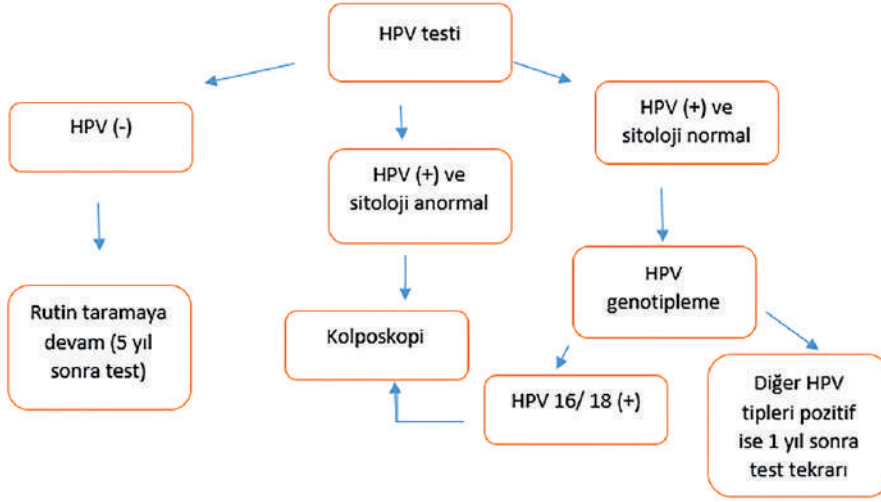 HPV testi
HPV (-)
HPV (+) ve
sitoloji anormal
HPV (+) ve
sitoloji normal
Rutin taramaya
devam (5 yıl
sonra test)
Kolposkopi
HPV
genotipleme
HPV 16/ 18 (+)
Diğer HPV
tipleri pozitif
ise 1 yıl sonra
test tekrarı